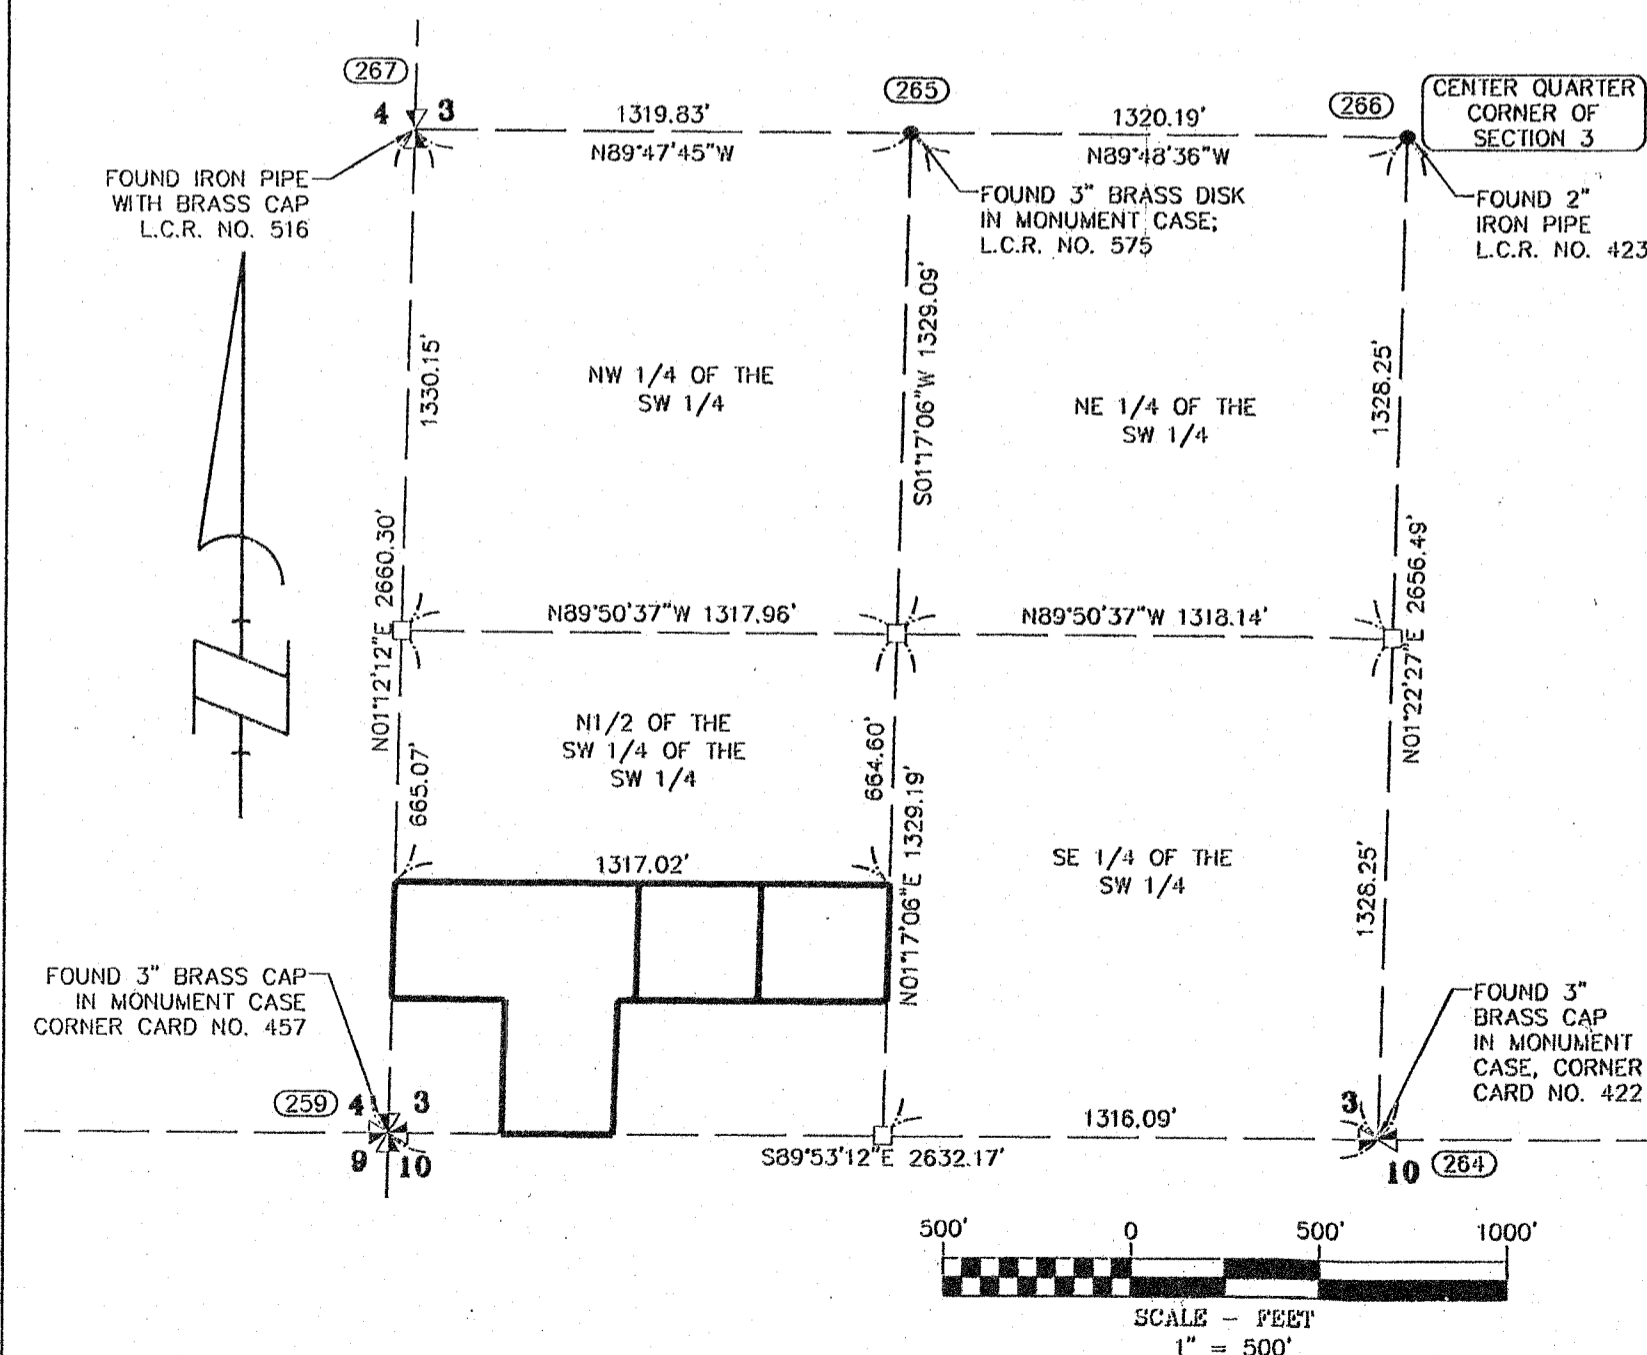 267
4 3
1319.83'
N89°47'45"W
265
1320.19'
N89°48'36"W
266
CENTER QUARTER
CORNER OF
SECTION 3
FOUND IRON PIPE
WITH BRASS CAP
L.C.R. NO. 516
FOUND 3" BRASS DISK
IN MONUMENT CASE;
L.C.R. NO. 575
FOUND 2"
IRON PIPE
L.C.R. NO. 423
1330.15'
NW 1/4 OF THE
SW 1/4
S01°17'06"W 1329.09'
NE 1/4 OF THE
SW 1/4
1328.25'
N01°12'12"E 2660.30'
N89°50'37"W 1317.96'
N89°50'37"W 1318.14'
N01°22'27"E 2656.49'
665.07'
N1/2 OF THE
SW 1/4 OF THE
SW 1/4
664.60'
N01°17'06"E 1329.19'
SE 1/4 OF THE
SW 1/4
1328.25'
1317.02'
FOUND 3" BRASS CAP
IN MONUMENT CASE
CORNER CARD NO. 457
FOUND 3"
BRASS CAP
IN MONUMENT
CASE, CORNER
CARD NO. 422
259
4 3
9 10
1316.09'
S89°53'12"E 2632.17'
3
10
264
500' 0 500' 1000'
SCALE - FEET
1" = 500'